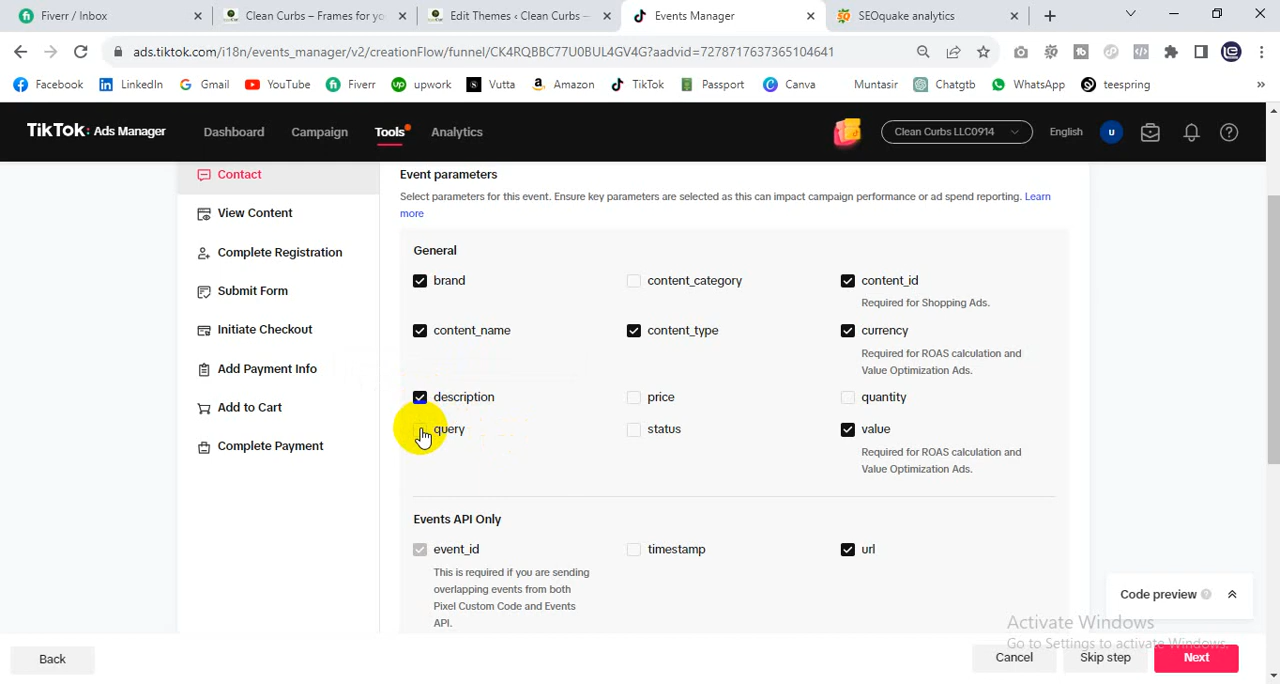 Fiverr / Inbox
Clean Curbs – Frames for yo
Edit Themes ‹ Clean Curbs –
Events Manager
SEOquake analytics
ads.tiktok.com/i18n/events_manager/v2/creationFlow/funnel/CK4RQBBC77U0BUL4GV4G?aadvid=7278717637365104641
Facebook
LinkedIn
Gmail
YouTube
Fiverr
upwork
Vutta
Amazon
TikTok
Passport
Canva
Muntasir
Chatgtb
WhatsApp
teespring
»
TikTok: Ads Manager
Dashboard
Campaign
Tools
Analytics
Clean Curbs LLC0914
English
u
Contact
View Content
Complete Registration
Submit Form
Initiate Checkout
Add Payment Info
Add to Cart
Complete Payment
Event parameters
Select parameters for this event. Ensure key parameters are selected as this can impact campaign performance or ad spend reporting. Learn
more
General
brand
content_category
content_id
Required for Shopping Ads.
content_name
content_type
currency
Required for ROAS calculation and
Value Optimization Ads.
description
price
quantity
query
status
value
Required for ROAS calculation and
Value Optimization Ads.
Events API Only
event_id
timestamp
url
This is required if you are sending
overlapping events from both
Pixel Custom Code and Events
API.
Code preview
Activate Windows
Go to Settings to activate Windows.
Back
Cancel
Skip step
Next